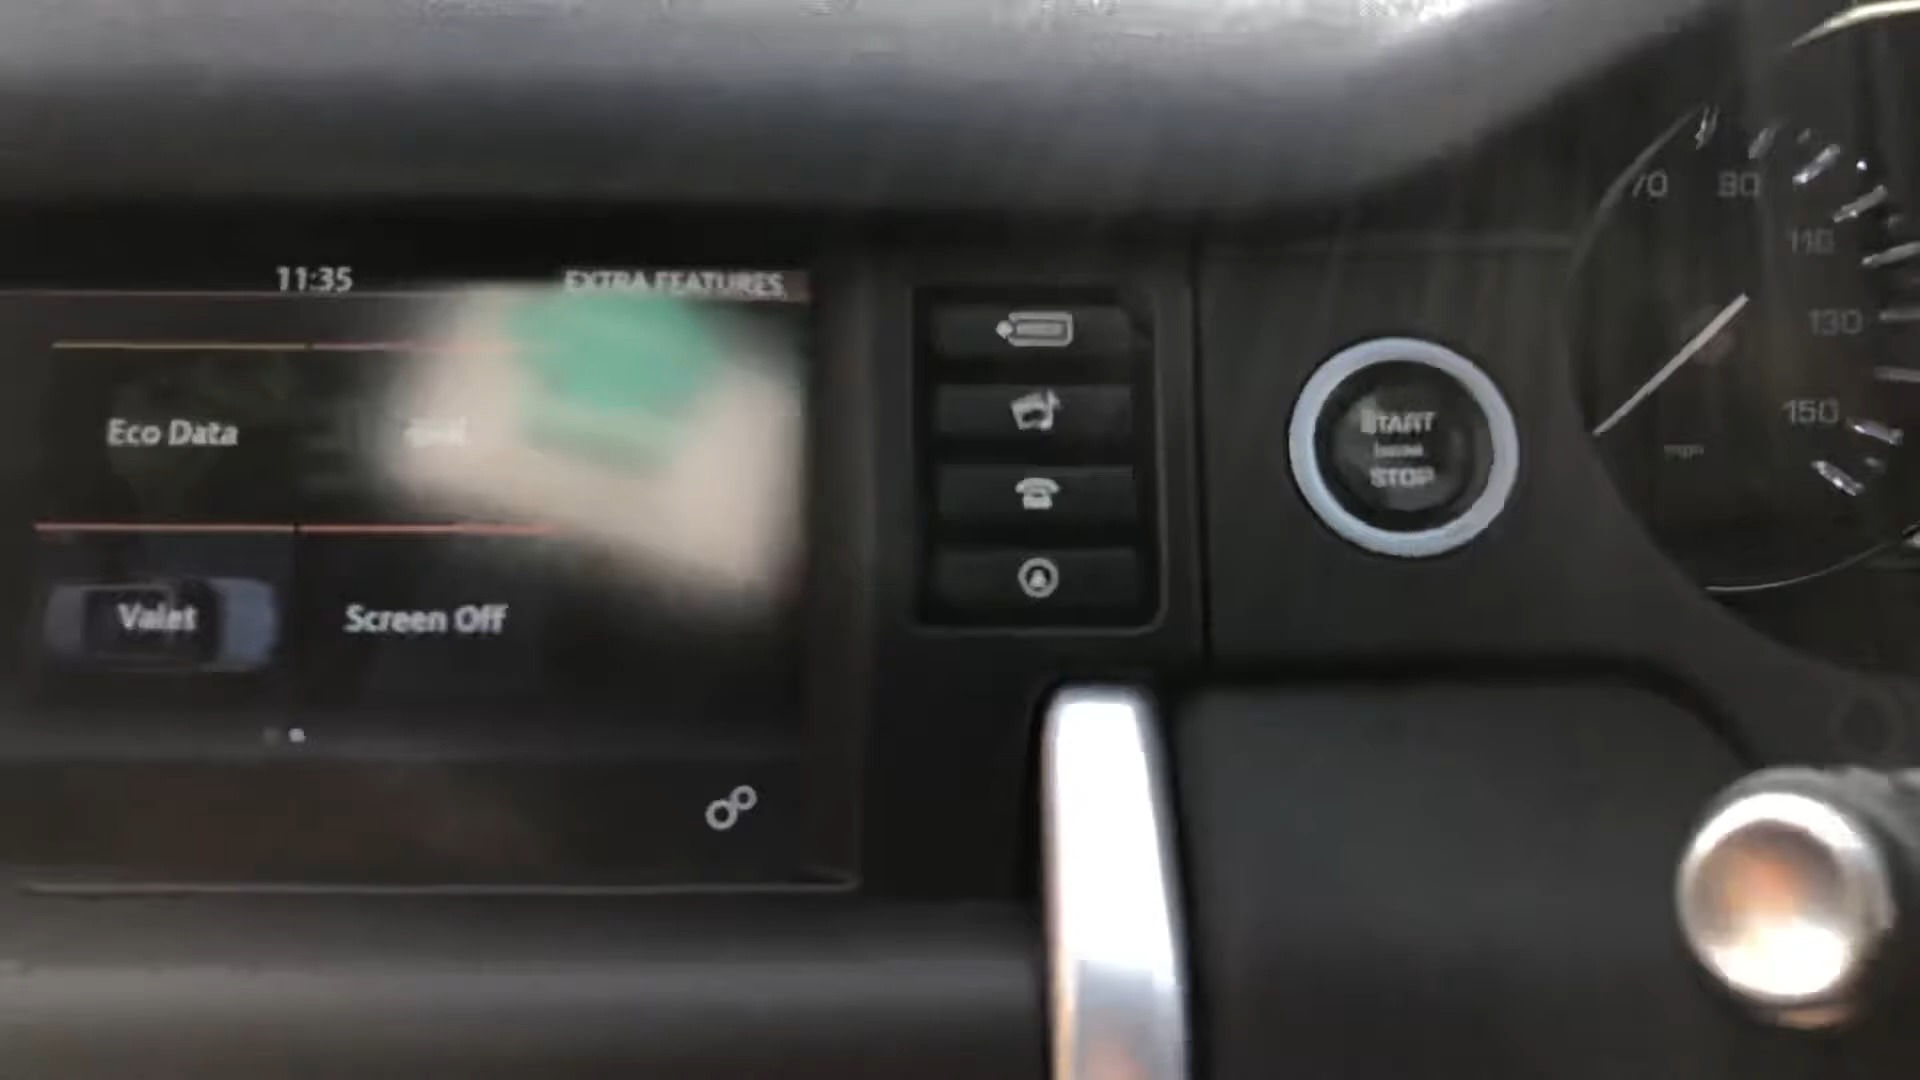 11:35
EXTRA FEATURES
Eco Data
Valet
Screen Off
START
STOP
70
80
110
130
150
mph